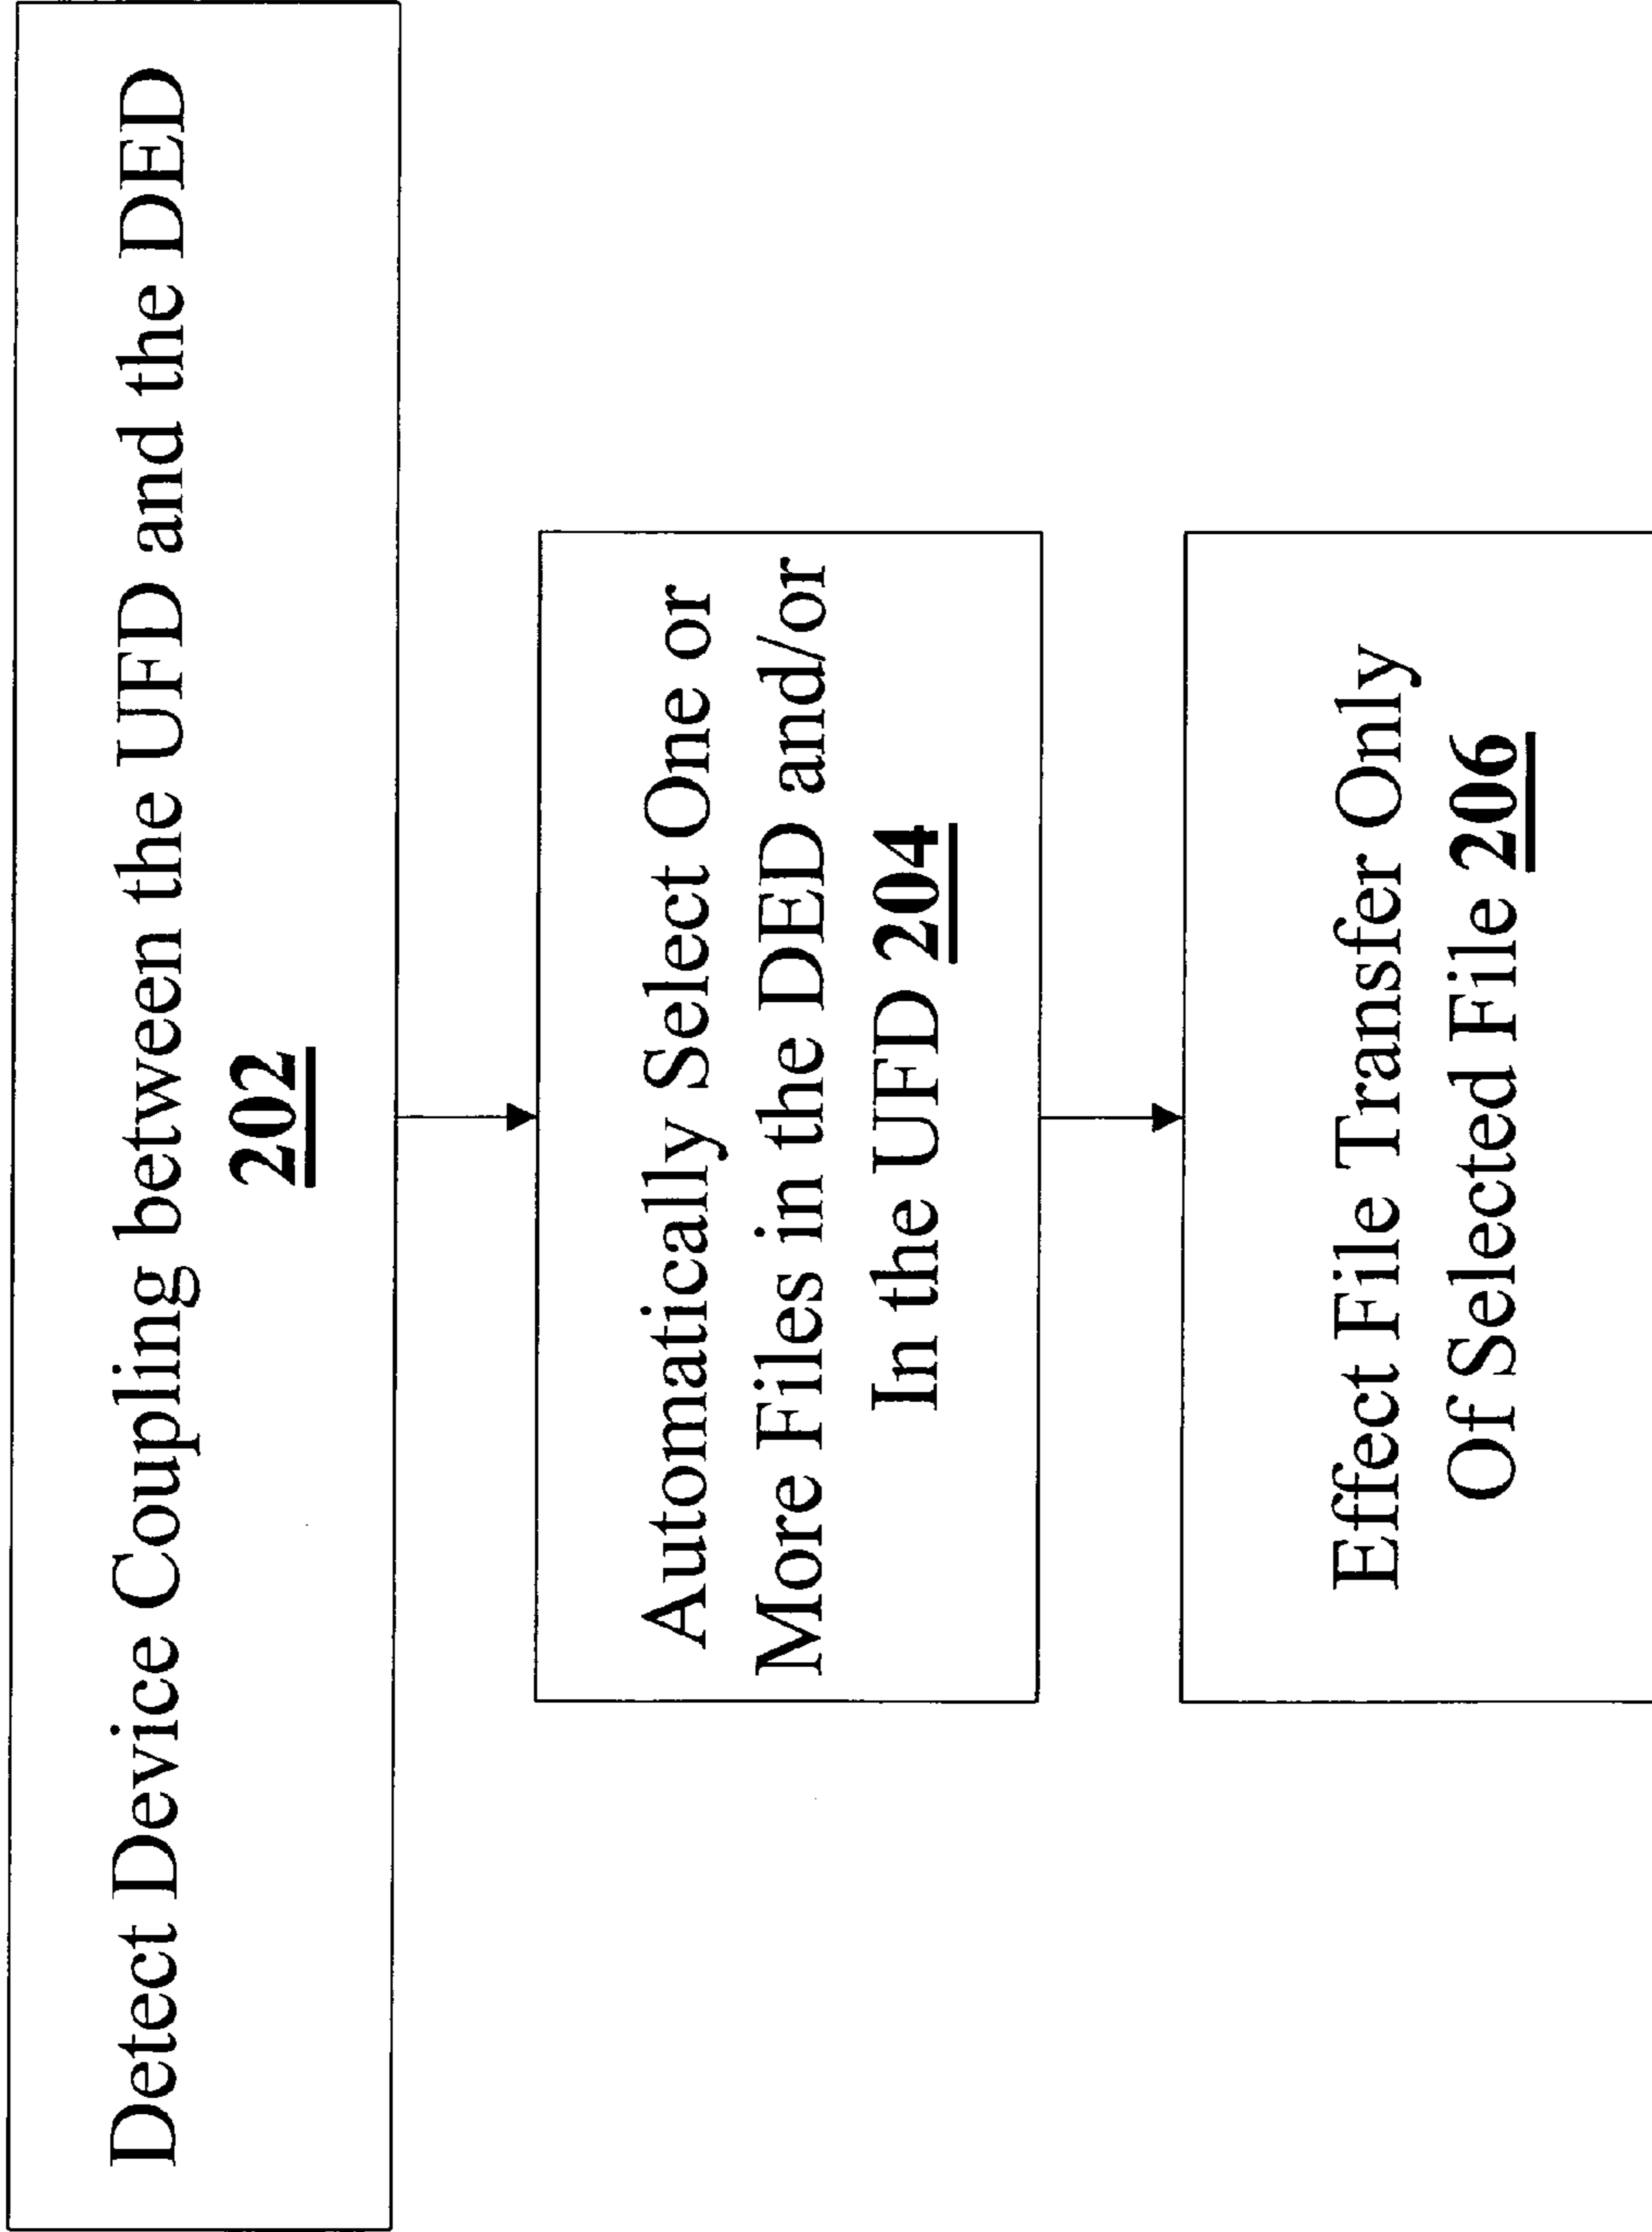 Detect Device Coupling between the UFD and the DED
202
Automatically Select One or
More Files in the DED and/or
In the UFD 204
Effect File Transfer Only
Of Selected File 206